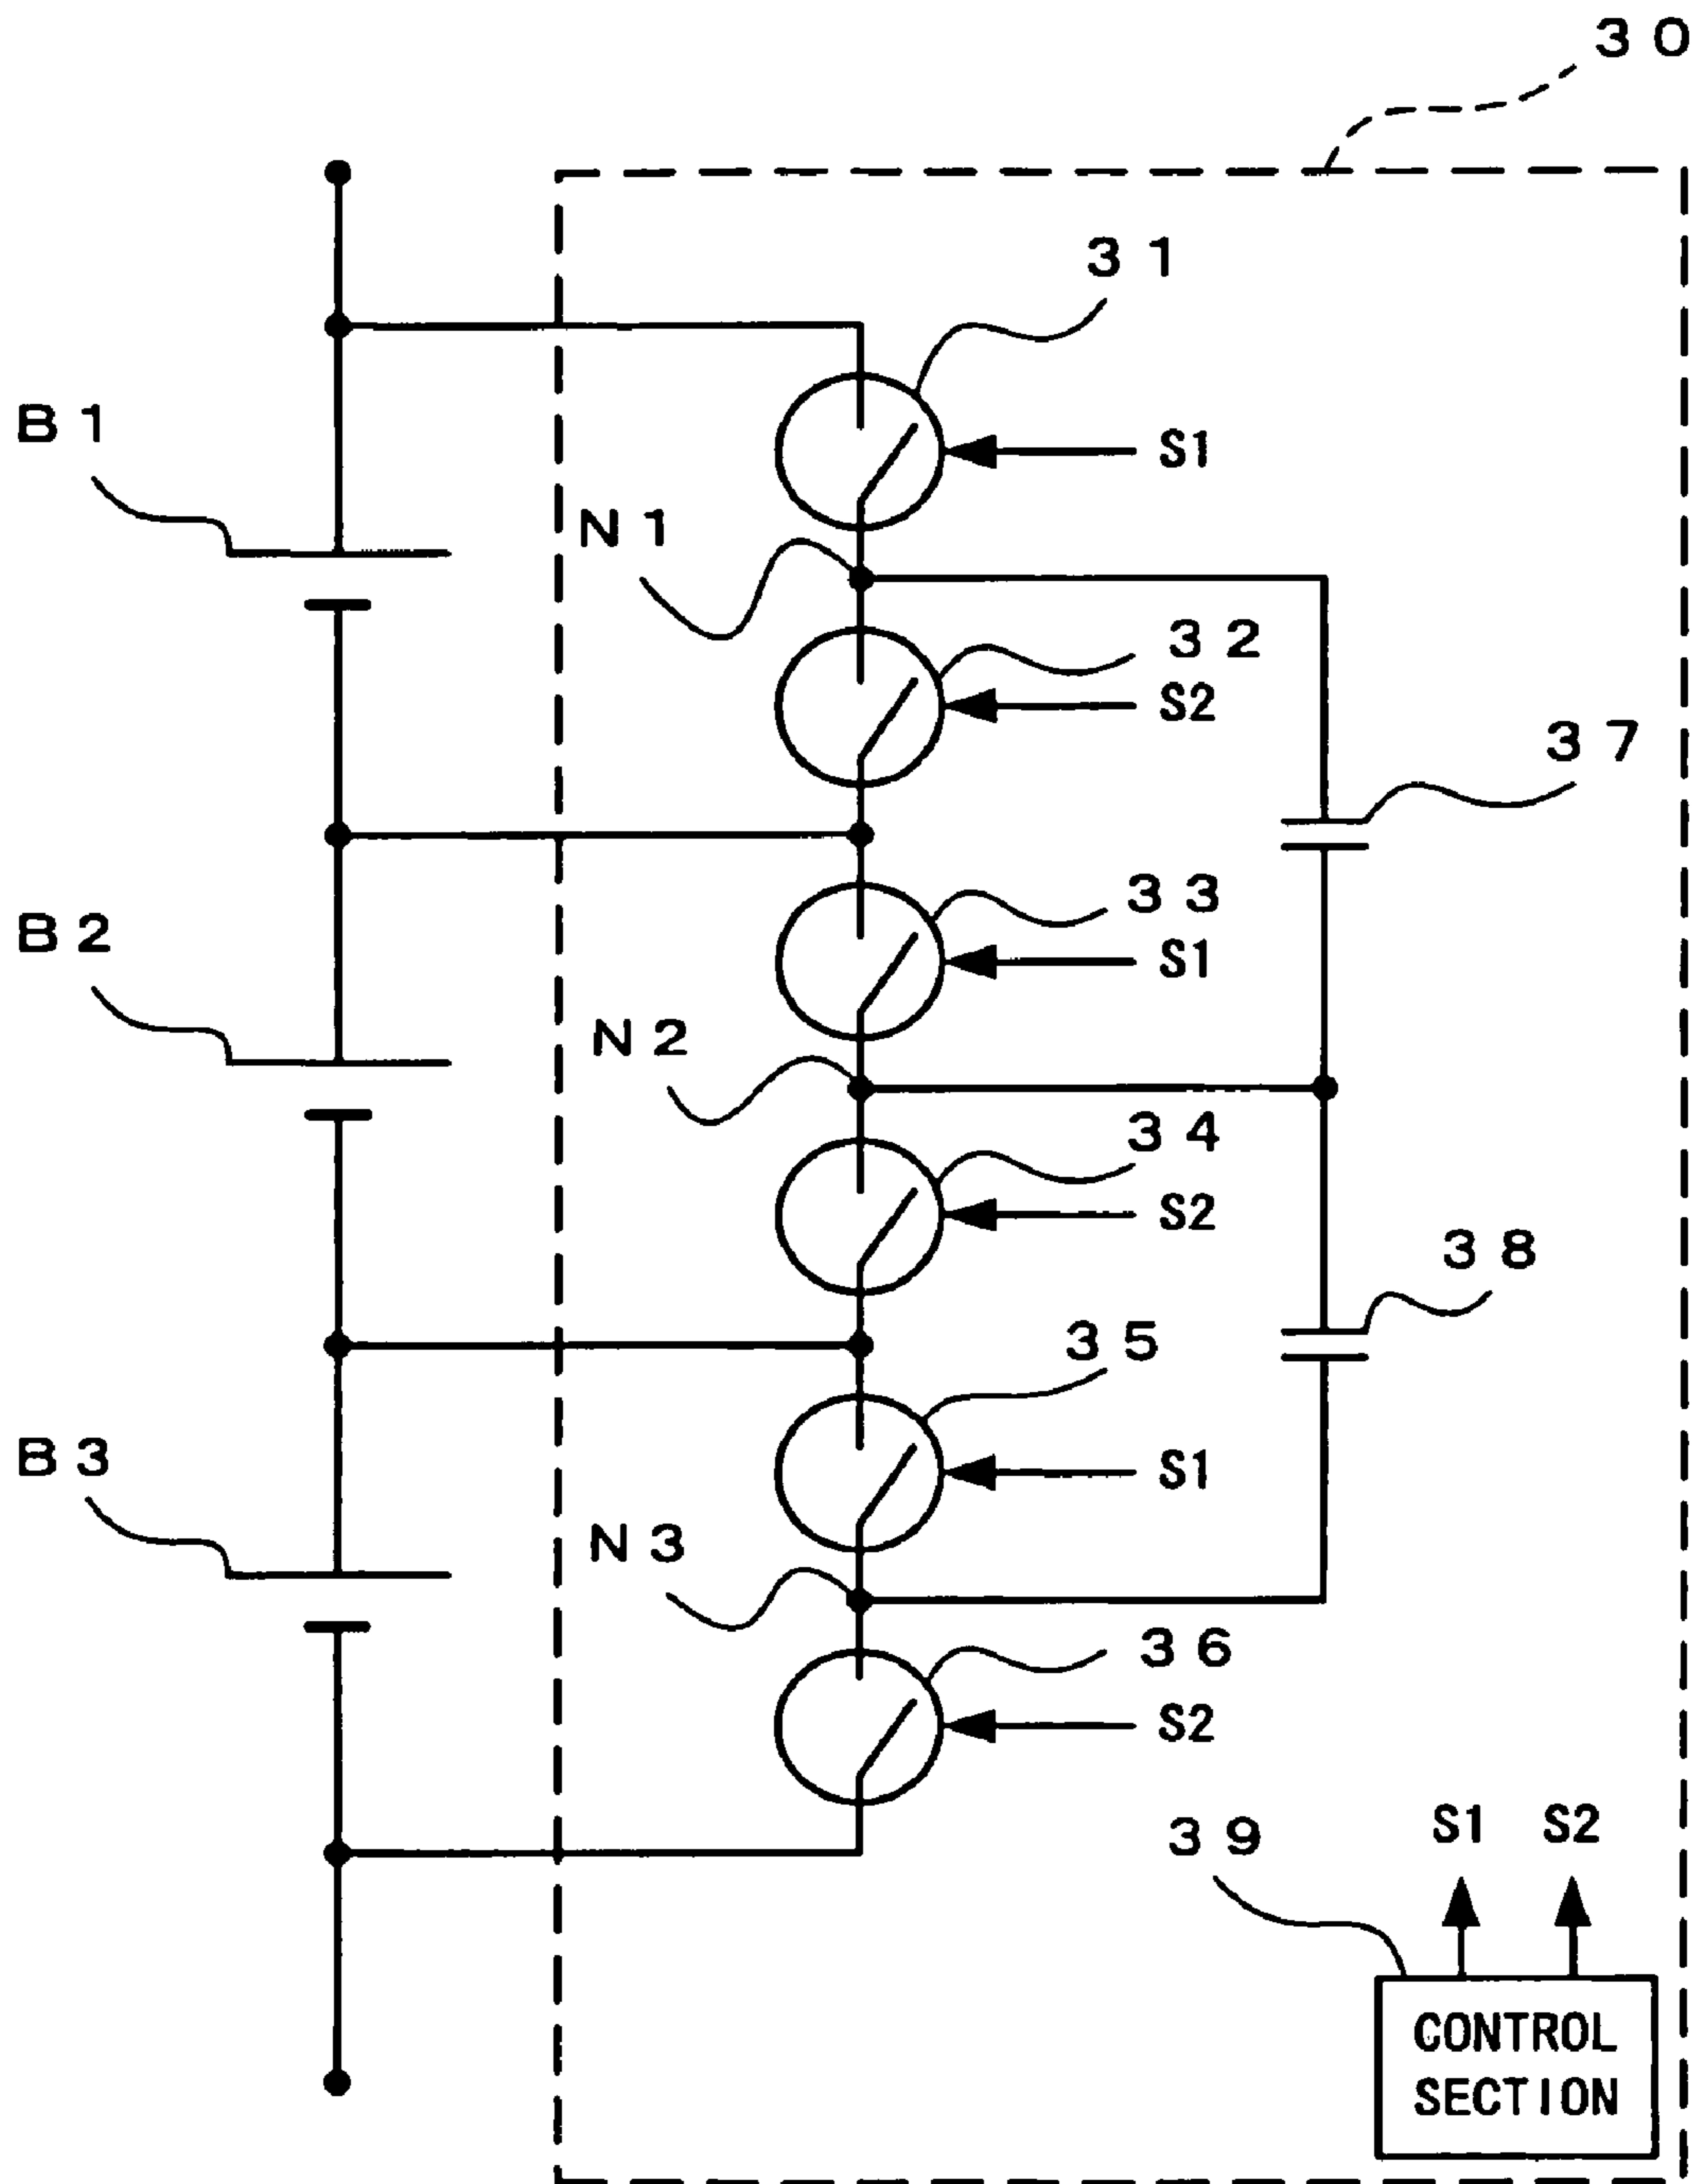 30
31
B1
S1
N1
32
S2
37
33
B2
S1
N2
34
S2
38
35
B3
S1
N3
36
S2
S1 S2
39
CONTROL
SECTION